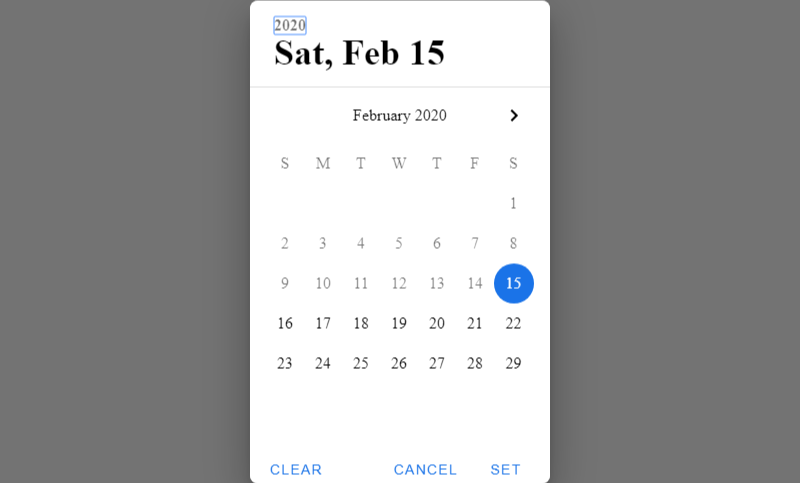 2020
Sat, Feb 15
February 2020
S M T W T F S
1
2 3 4 5 6 7 8
9 10 11 12 13 14 15
16 17 18 19 20 21 22
23 24 25 26 27 28 29
CLEAR CANCEL SET